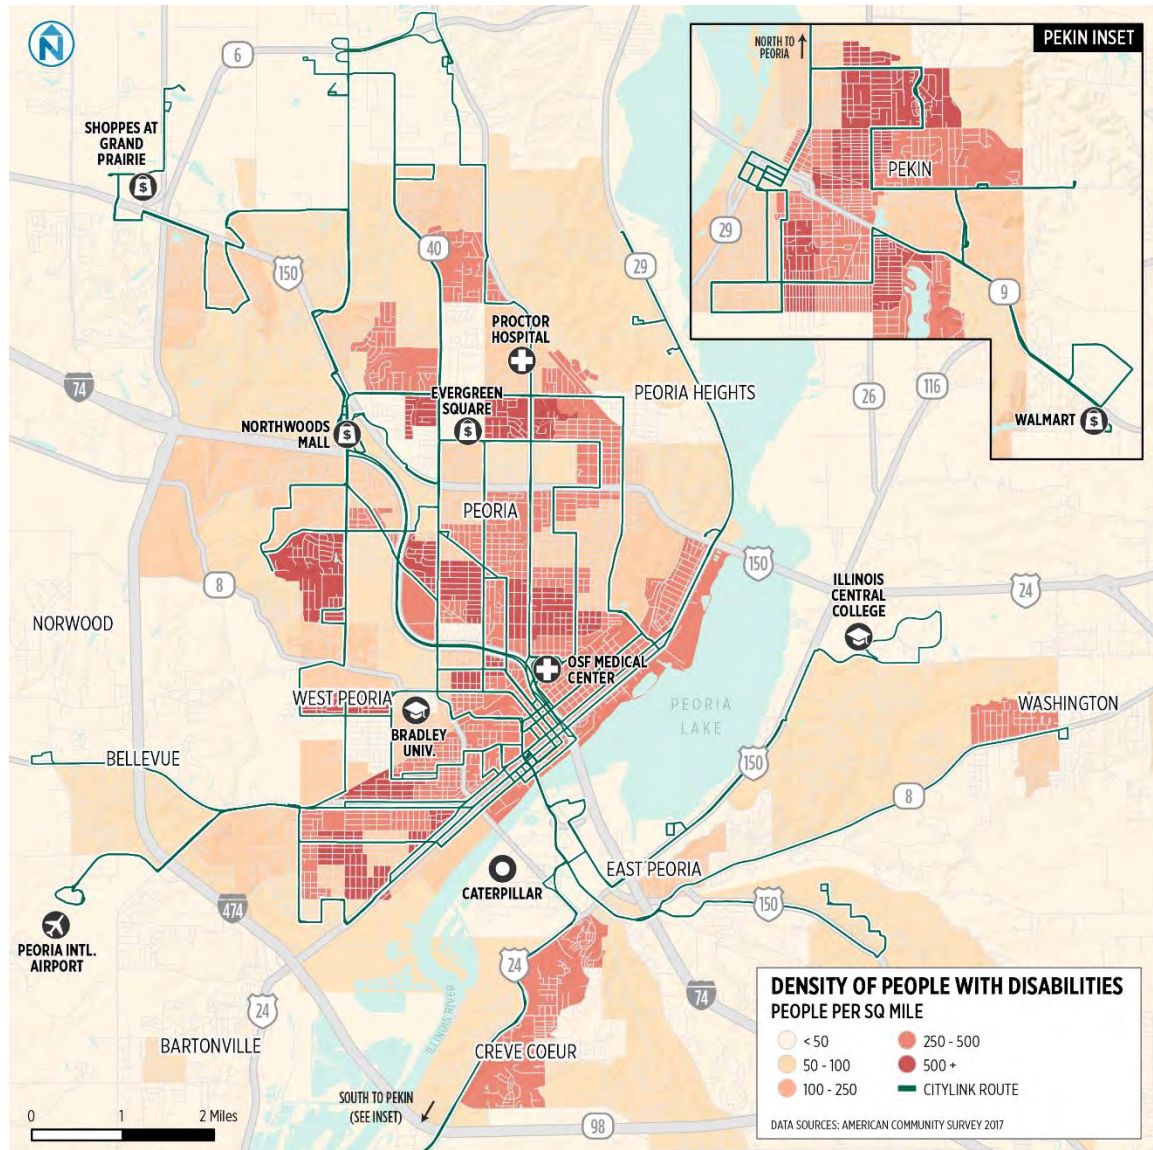 N
6
SHOPPES AT
GRAND
PRAIRIE
$
150
40
29
PROCTOR
HOSPITAL
74
EVERGREEN
SQUARE
$
NORTHWOODS
MALL
$
PEORIA HEIGHTS
26
116
PEORIA
150
24
8
ILLINOIS
CENTRAL
COLLEGE
NORWOOD
OSF MEDICAL
CENTER
WEST PEORIA
BRADLEY
UNIV.
PEORIA
LAKE
WASHINGTON
BELLEVUE
150
8
EAST PEORIA
CATERPILLAR
474
150
PEORIA INTL.
AIRPORT
24
74
24
ILLINOIS RIVER
BARTONVILLE
CREVE COEUR
SOUTH TO PEKIN
(SEE INSET)
98
0 1 2 Miles
PEKIN INSET
NORTH TO
PEORIA
PEKIN
29
9
WALMART
$
DENSITY OF PEOPLE WITH DISABILITIES
PEOPLE PER SQ MILE
< 50
50 - 100
100 - 250
250 - 500
500 +
CITYLINK ROUTE
DATA SOURCES: AMERICAN COMMUNITY SURVEY 2017